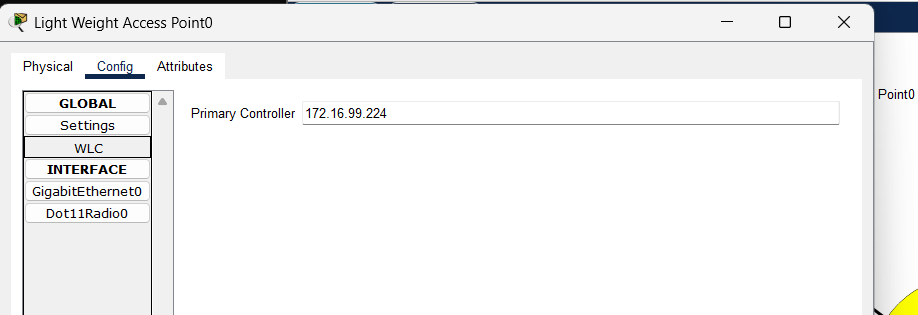 Light Weight Access Point0
Physical Config Attributes
GLOBAL
Settings
WLC
INTERFACE
GigabitEthernet0
Dot11Radio0
Primary Controller 172.16.99.224
Point0